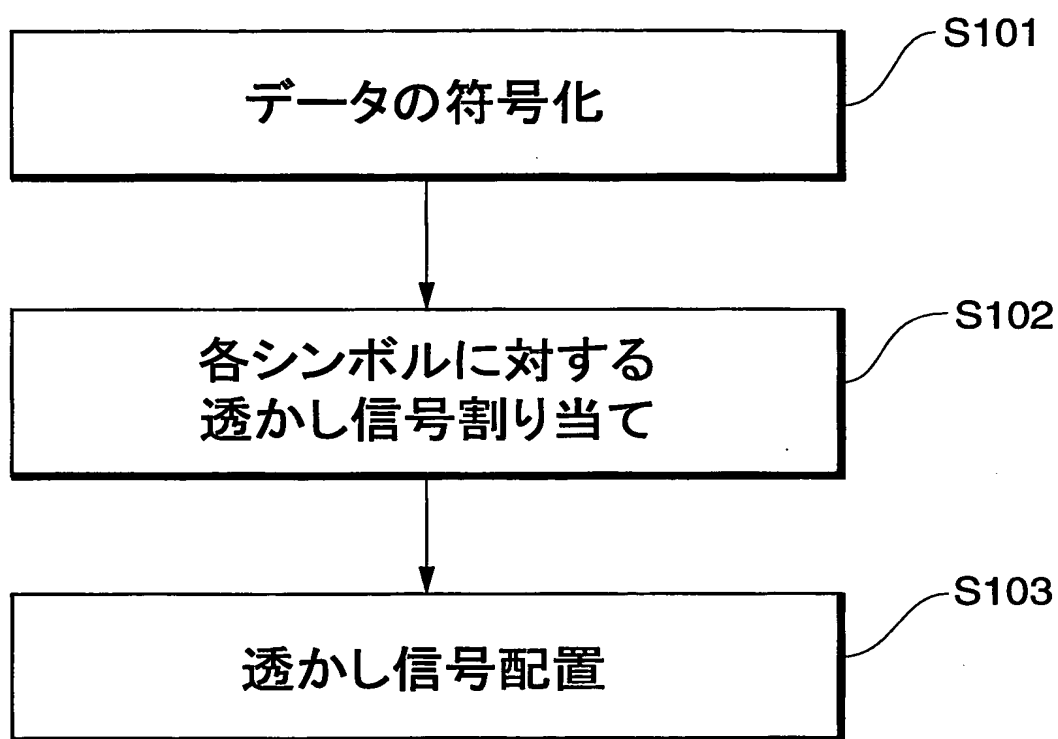 データの符号化
S101
各シンボルに対する
透かし信号割り当て
S102
透かし信号配置
S103